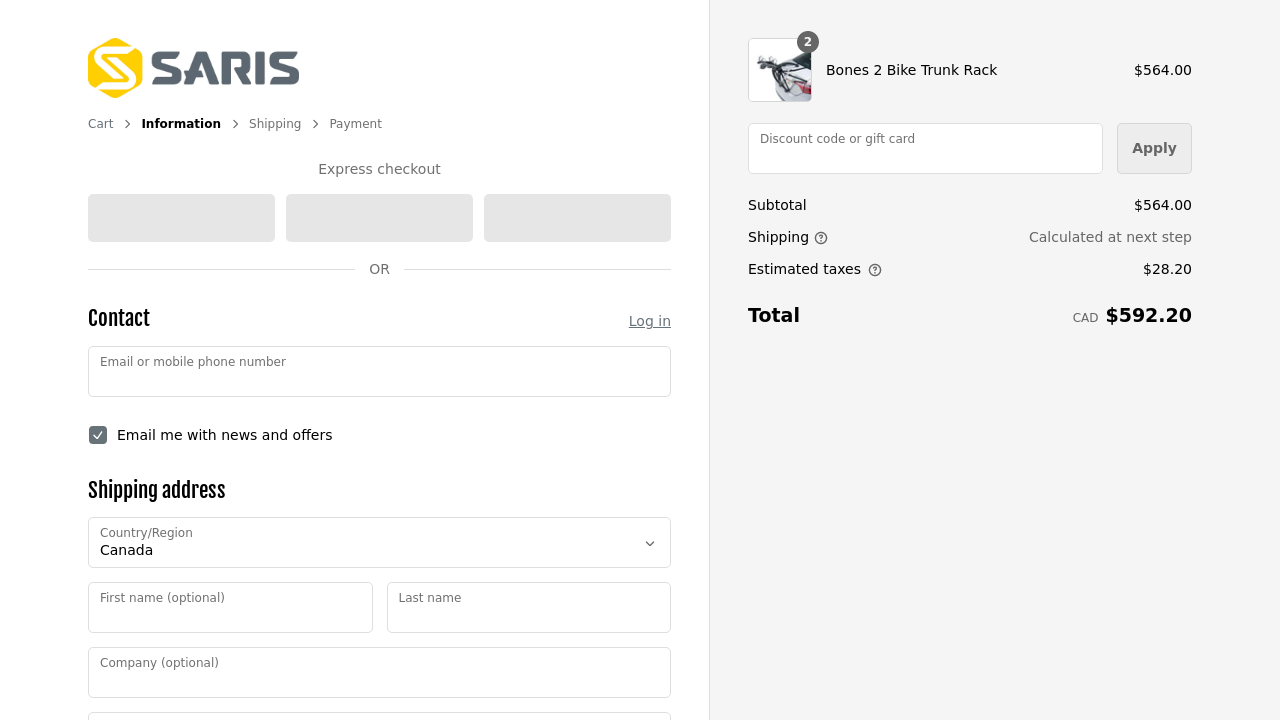 SARIS
Cart > Information > Shipping > Payment
Express checkout
OR
Contact
Log in
Email or mobile phone number
Email me with news and offers
Shipping address
Country/Region
Canada
First name (optional)
Last name
Company (optional)
2
Bones 2 Bike Trunk Rack
$564.00
Discount code or gift card
Apply
Subtotal
$564.00
Shipping
Calculated at next step
Estimated taxes
$28.20
Total
CAD $592.20